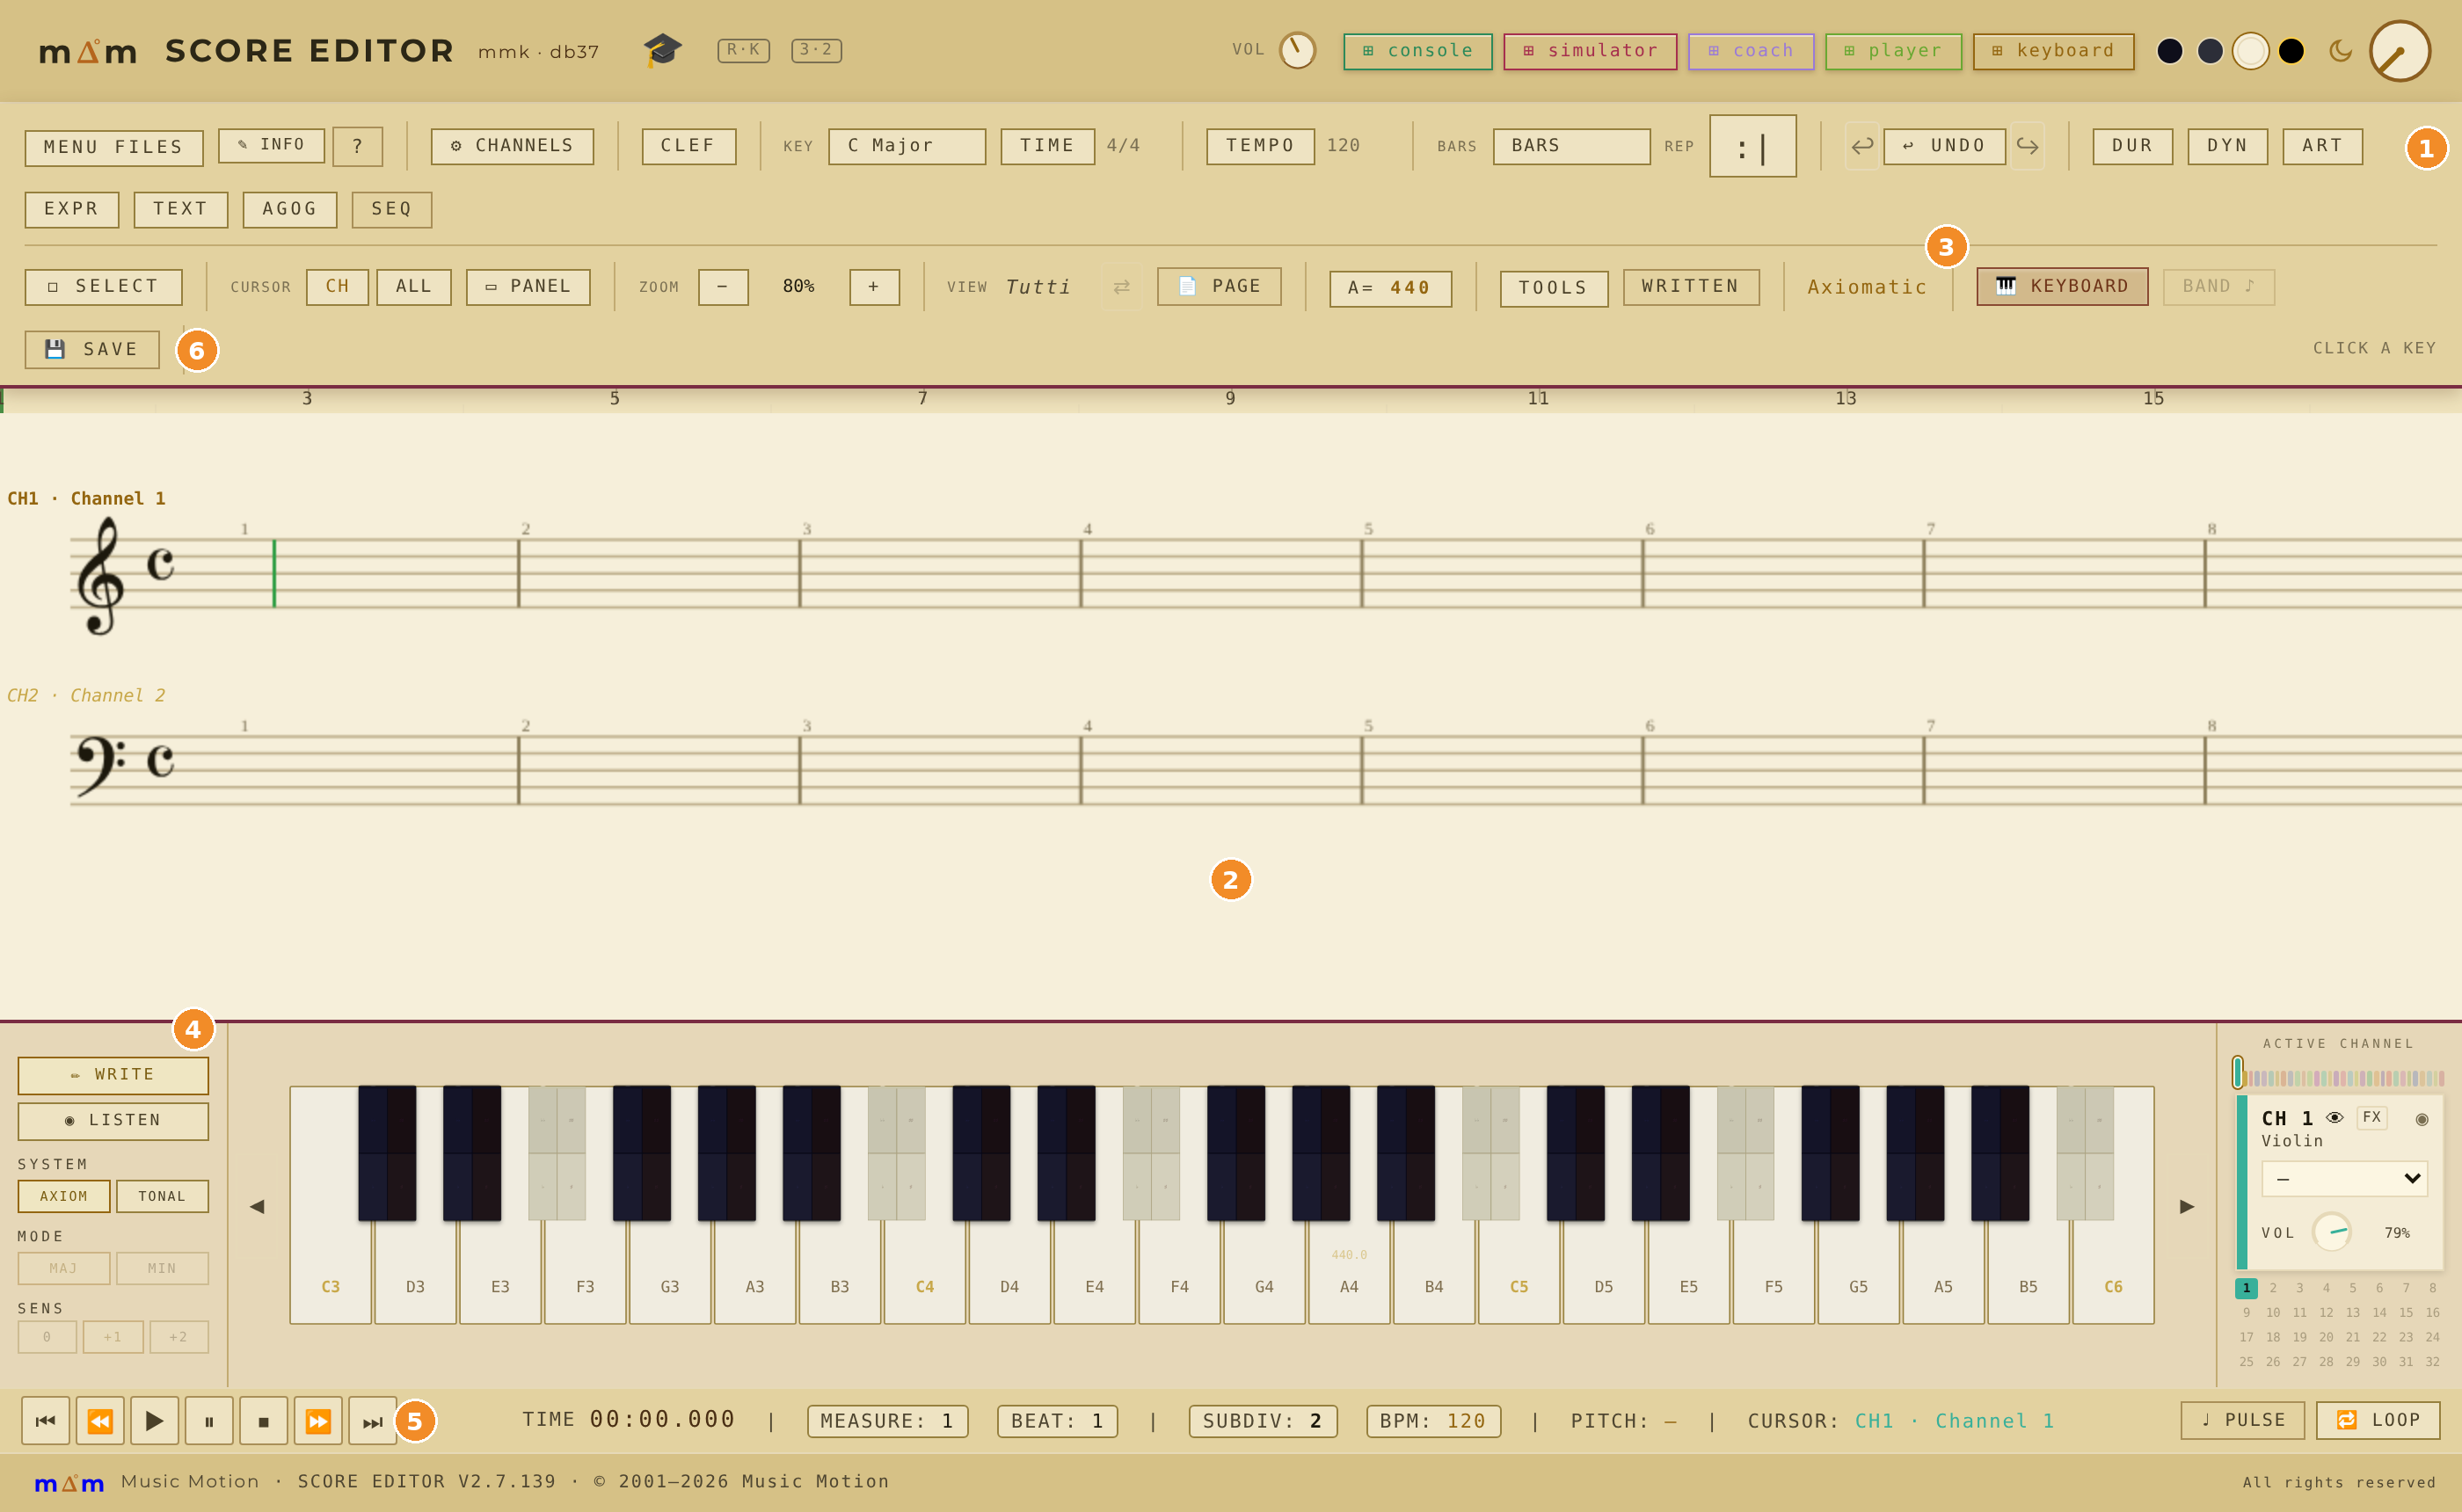 m∆m SCORE EDITOR mmk · db37 R·K 3·2 VOL ⊞ console ⊞ simulator ⊞ coach ⊞ player ⊞ keyboard
MENU FILES ✎ INFO ? ⚙ CHANNELS CLEF KEY C Major TIME 4/4 TEMPO 120 BARS BARS REP :| ↩ UNDO DUR DYN ART 1
EXPR TEXT AGOG SEQ
3
SELECT CURSOR CH ALL ▭ PANEL ZOOM − 80% + VIEW Tutti ⇄ PAGE A= 440 TOOLS WRITTEN Axiomatic KEYBOARD BAND ♪
SAVE 6 CLICK A KEY
3 5 7 9 11 13 15
CH1 · Channel 1
1 2 3 4 5 6 7 8
CH2 · Channel 2
1 2 3 4 5 6 7 8
2
4
ACTIVE CHANNEL
✏ WRITE
◉ LISTEN
CH 1 FX
Violin
SYSTEM
AXIOM TONAL
—
MODE
VOL 79%
MAJ MIN
440.0
C3 D3 E3 F3 G3 A3 B3 C4 D4 E4 F4 G4 A4 B4 C5 D5 E5 F5 G5 A5 B5 C6
1 2 3 4 5 6 7 8
SENS
9 10 11 12 13 14 15 16
0 +1 +2
17 18 19 20 21 22 23 24
25 26 27 28 29 30 31 32
5 TIME 00:00.000 | MEASURE: 1 BEAT: 1 | SUBDIV: 2 BPM: 120 | PITCH: — | CURSOR: CH1 · Channel 1 ♩ PULSE LOOP
m∆m Music Motion · SCORE EDITOR V2.7.139 · © 2001—2026 Music Motion All rights reserved